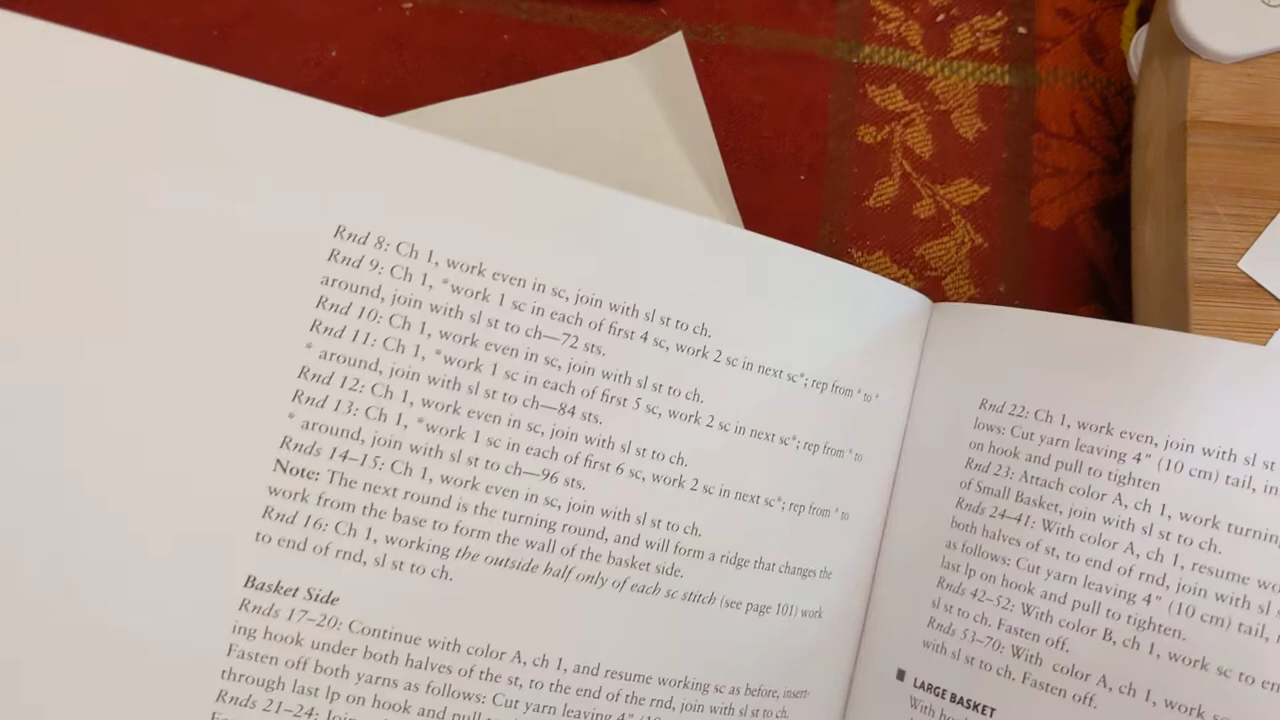 Rnd 8: Ch 1, work even in sc, join with sl st to ch.
Rnd 9: Ch 1, *work 1 sc in each of first 4 sc, work 2 sc in next sc*; rep from * to *
around, join with sl st to ch—72 sts.
Rnd 10: Ch 1, work even in sc, join with sl st to ch.
Rnd 11: Ch 1, *work 1 sc in each of first 5 sc, work 2 sc in next sc*; rep from * to
* around, join with sl st to ch—84 sts.
Rnd 12: Ch 1, work even in sc, join with sl st to ch.
Rnd 13: Ch 1, *work 1 sc in each of first 6 sc, work 2 sc in next sc*; rep from * to
* around, join with sl st to ch—96 sts.
Rnds 14–15: Ch 1, work even in sc, join with sl st to ch.
Note: The next round is the turning round, and will form a ridge that changes the
work from the base to form the wall of the basket side.
Rnd 16: Ch 1, working the outside half only of each sc stitch (see page 101) work
to end of rnd, sl st to ch.
Basket Side
Rnds 17–20: Continue with color A, ch 1, and resume working sc as before, insert-
ing hook under both halves of the st, to the end of the rnd, join with sl st to ch.
Fasten off both yarns as follows: Cut yarn leaving 4"
through last lp on hook and pull
Rnds 21–24:
Rnd 22: Ch 1, work even, join with sl st
lows: Cut yarn leaving 4" (10 cm) tail, in
on hook and pull to tighten
Rnd 23: Attach color A, ch 1, work turnin
of Small Basket, join with sl st to ch.
Rnds 24–41: With color A, ch 1, resume wo
both halves of st, to end of rnd, join with sl
as follows: Cut yarn leaving 4" (10 cm) tail,
last lp on hook and pull to tighten.
Rnds 42–52: With color B, ch 1, work sc to en
sl st to ch. Fasten off.
Rnds 53–70: With color A, ch 1, work sc
with sl st to ch. Fasten off.
LARGE BASKET